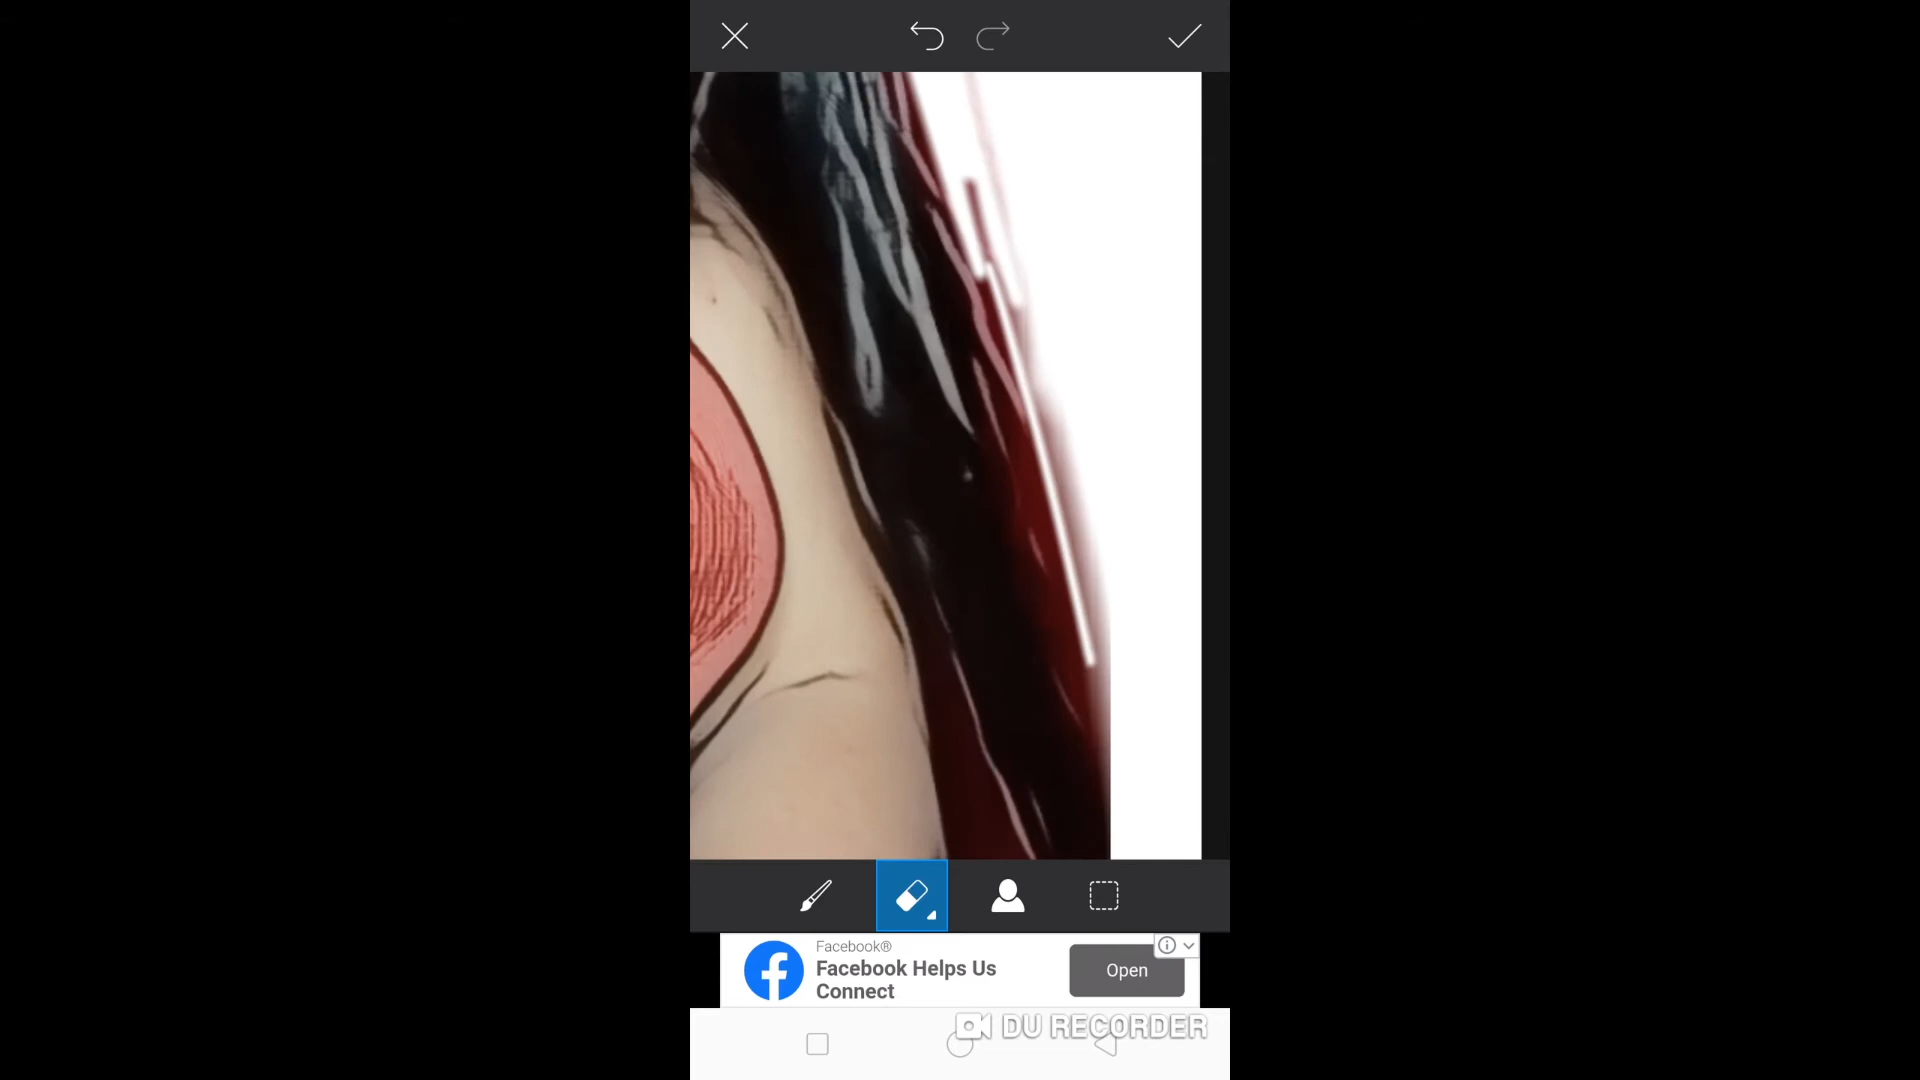 Facebook®
Facebook Helps Us
Connect
Open
DU RECORDER